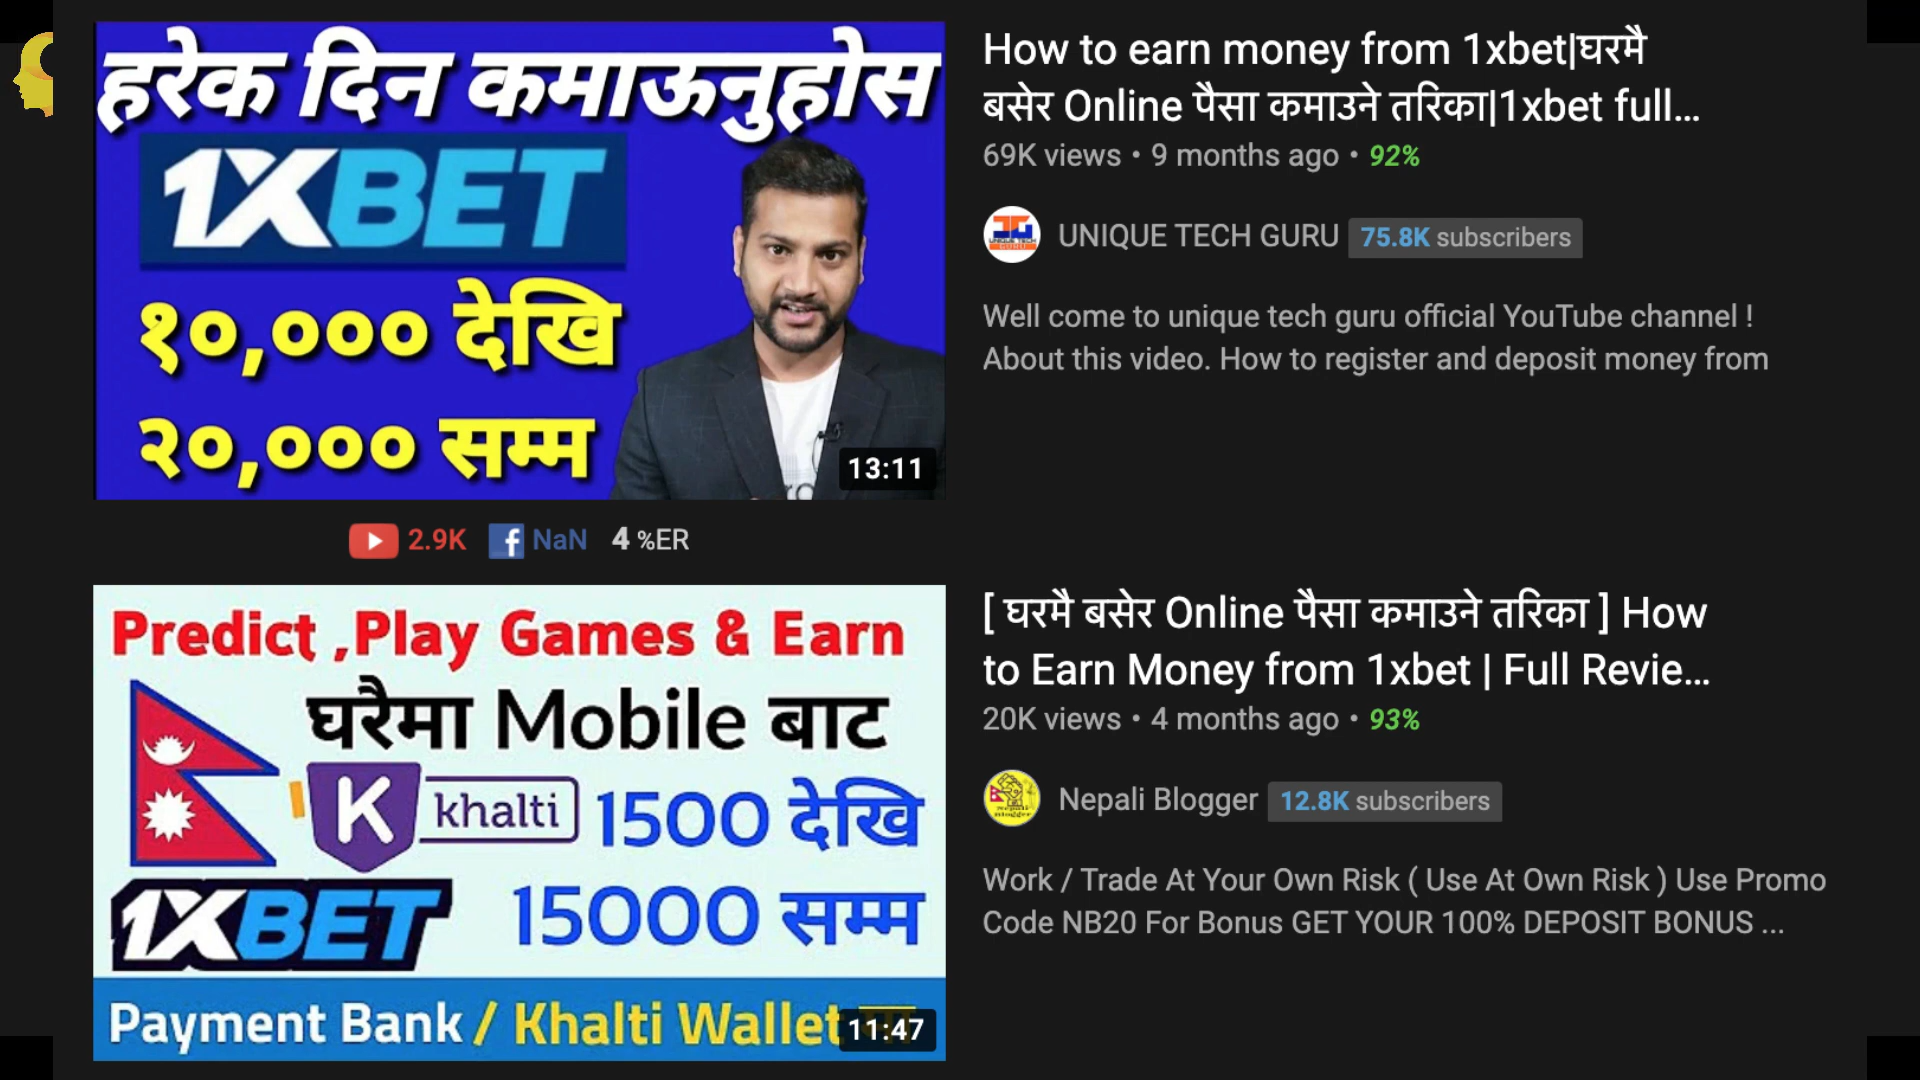 हरेक दिन कमाऊनुहोस
1XBET
१०,००० देखि
२०,००० सम्म
13:11
How to earn money from 1xbet|घरमै
बसेर Online पैसा कमाउने तरिका|1xbet full...
69K views • 9 months ago • 92%
UNIQUE TECH GURU 75.8K subscribers
Well come to unique tech guru official YouTube channel !
About this video. How to register and deposit money from
2.9K NaN 4 %ER
Predict ,Play Games & Earn
घरैमा Mobile बाट
K khalti 1500 देखि
1XBET 15000 सम्म
Payment Bank / Khalti Wallet
11:47
[ घरमै बसेर Online पैसा कमाउने तरिका ] How
to Earn Money from 1xbet | Full Revie...
20K views • 4 months ago • 93%
Nepali Blogger 12.8K subscribers
Work / Trade At Your Own Risk ( Use At Own Risk ) Use Promo
Code NB20 For Bonus GET YOUR 100% DEPOSIT BONUS ...